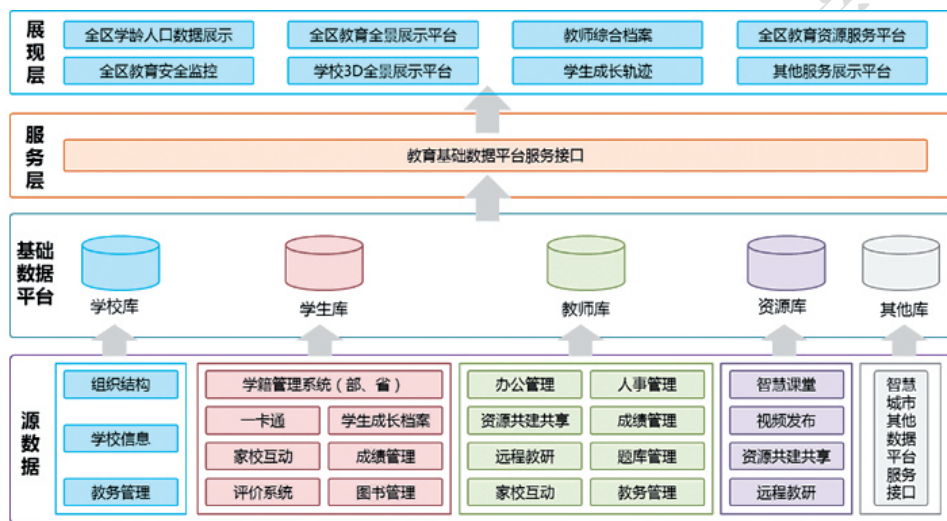 展现层
全区学龄人口数据展示
全区教育全景展示平台
教师综合档案
全区教育资源服务平台
全区教育安全监控
学校3D全景展示平台
学生成长轨迹
其他服务展示平台
服务层
教育基础数据平台服务接口
基础
数据
平台
学校库
学生库
教师库
资源库
其他库
源数据
组织结构
学校信息
教务管理
学籍管理系统（部、省）
一卡通
学生成长档案
家校互动
成绩管理
评价系统
图书管理
办公管理
人事管理
资源共建共享
成绩管理
远程教研
题库管理
家校互动
教务管理
智慧课堂
视频发布
资源共建共享
远程教研
智慧
城市
其他
数据
平台
服务
接口